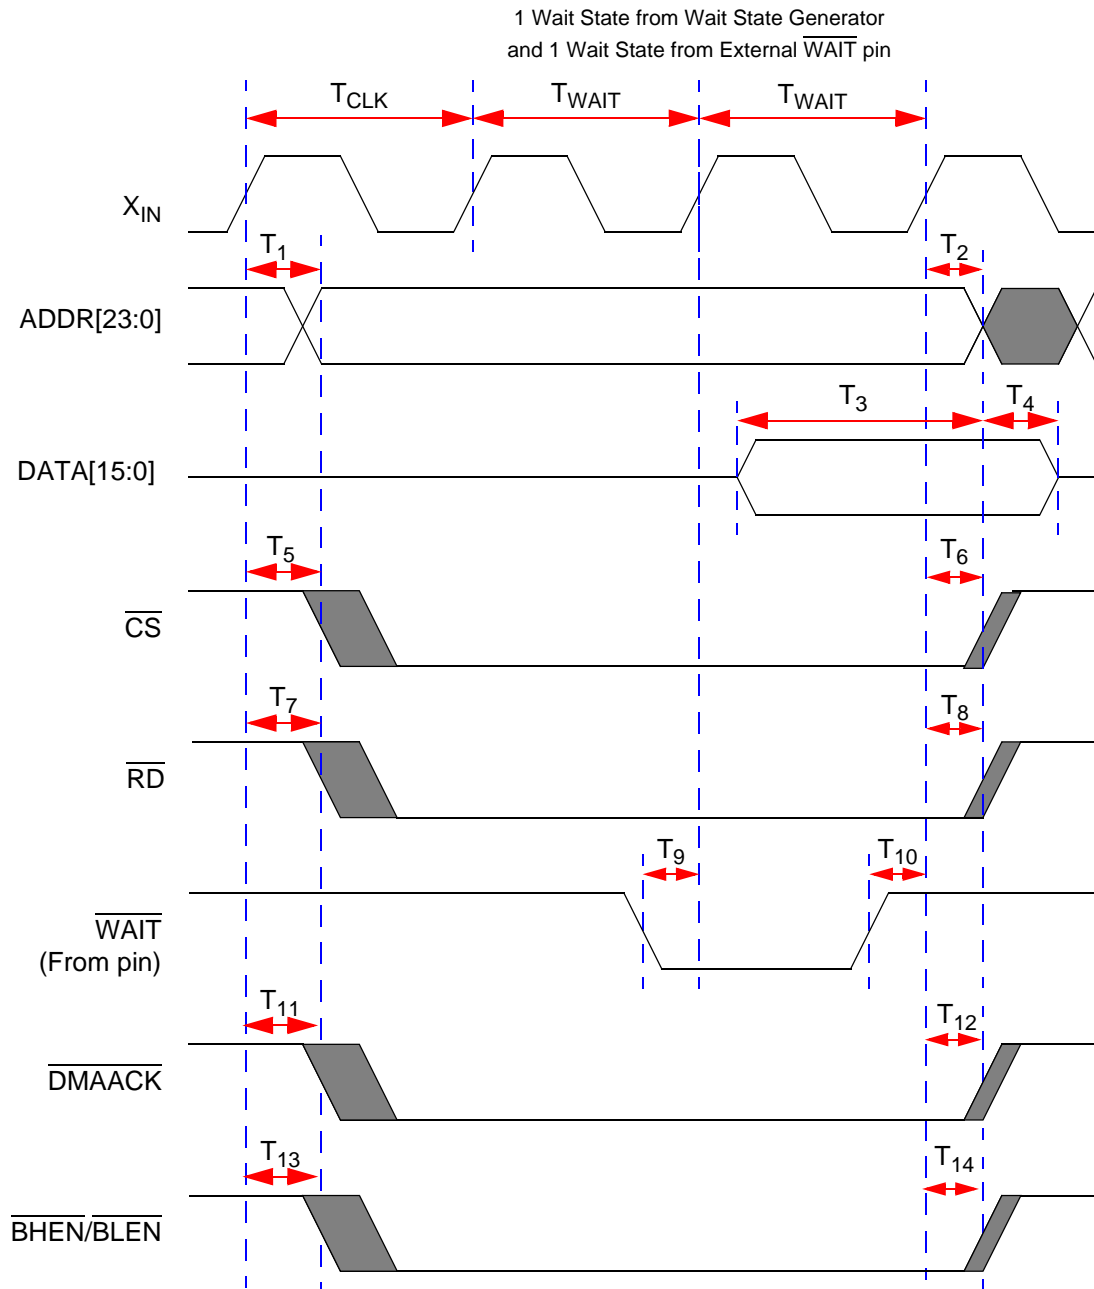 1 Wait State from Wait State Generator
and 1 Wait State from External WAIT pin
TCLK TWAIT TWAIT
XIN
T1 T2
ADDR[23:0]
T3 T4
DATA[15:0]
T5 T6
CS
T7 T8
RD
T9 T10
WAIT
(From pin)
T11 T12
DMAACK
T13 T14
BHEN/BLEN